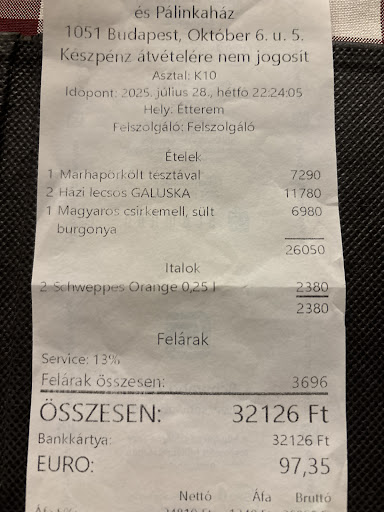 és Pálinkaház
1051 Budapest, Október 6. u. 5.
Készpénz átvételére nem jogosít
Asztal: K10
Időpont: 2025. július 28., hétfő 22:24:05
Hely: Étterem
Felszolgáló: Felszolgáló
Ételek
1 Marhapörkölt tésztával 7290
2 Házi lecsós GALUSKA 11780
1 Magyaros csirkemell, sült 6980
burgonya
26050
Italok
2 Schweppes Orange 0,25 l 2380
2380
Felárak
Service: 13%
Felárak összesen: 3696
ÖSSZESEN: 32126 Ft
Bankkártya: 32126 Ft
EURO: 97,35
Nettó Áfa Bruttó